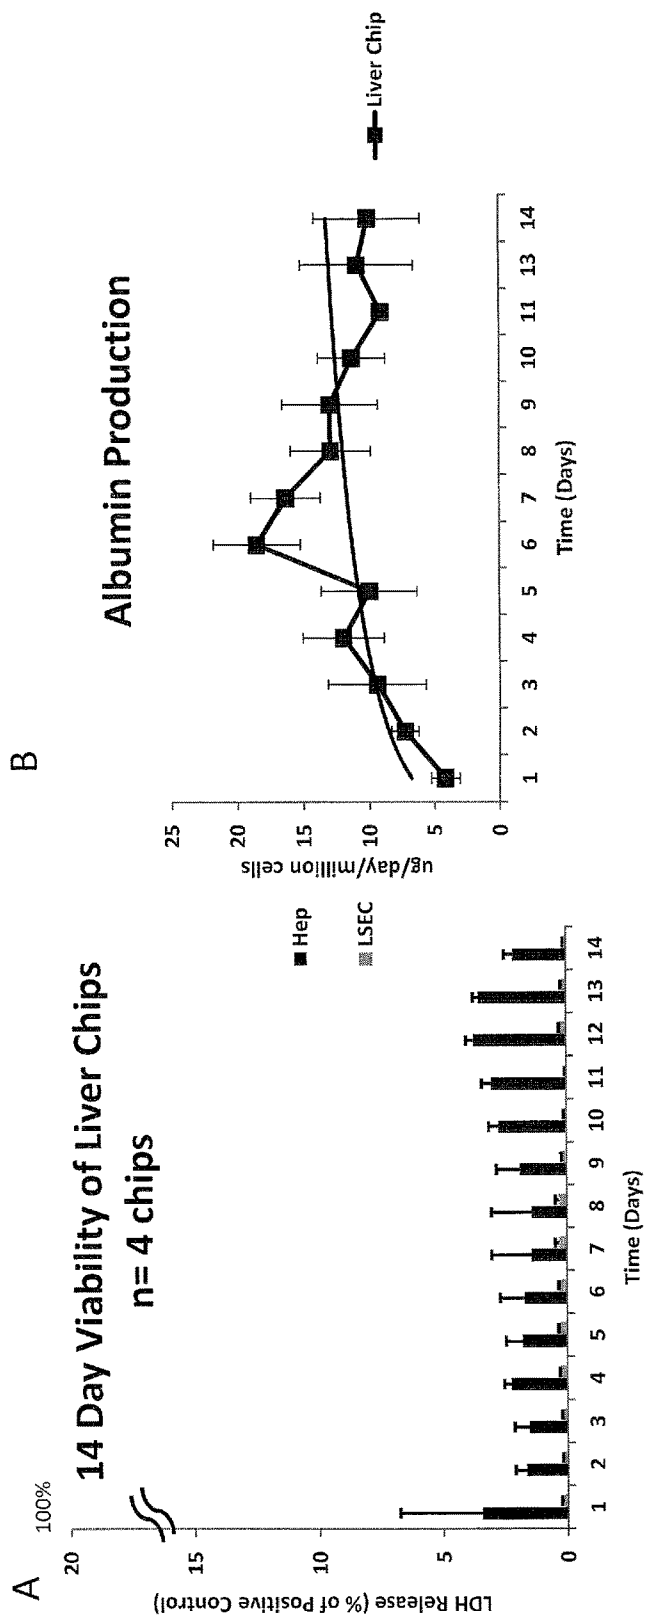 A
100%
14 Day Viability of Liver Chips
n= 4 chips
20
15
10
5
0
LDH Release (% of Positive Control)
Hep
LSEC
1 2 3 4 5 6 7 8 9 10 11 12 13 14
Time (Days)
B
Albumin Production
25
20
15
10
5
0
ug/day/million cells
Liver Chip
1 2 3 4 5 6 7 8 9 10 11 13 14
Time (Days)